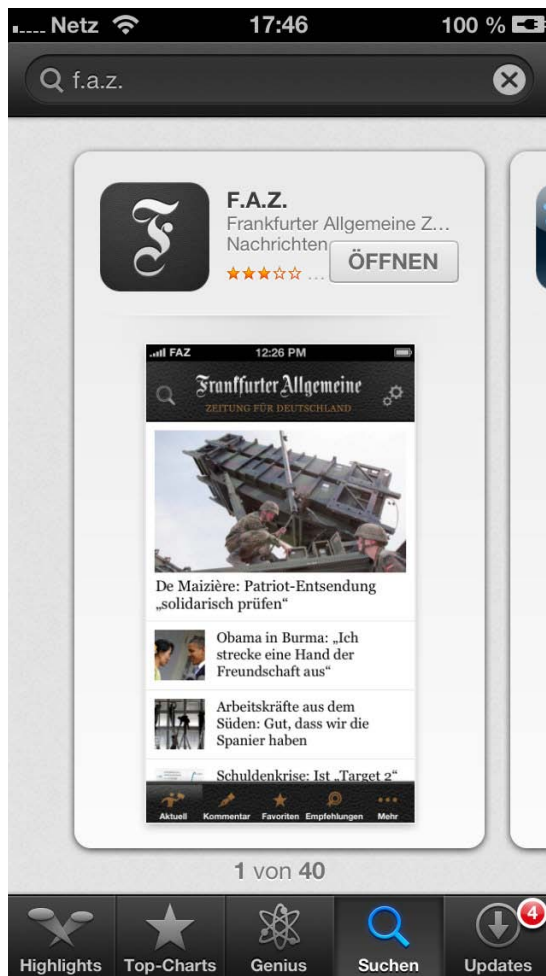 Netz 17:46 100 %
f.a.z.
F.A.Z.
Frankfurter Allgemeine Z...
Nachrichten
ÖFFNEN
...
FAZ 12:26 PM
Frankfurter Allgemeine
ZEITUNG FÜR DEUTSCHLAND
De Maizière: Patriot-Entsendung
„solidarisch prüfen“
Obama in Burma: „Ich
strecke eine Hand der
Freundschaft aus“
Arbeitskräfte aus dem
Süden: Gut, dass wir die
Spanier haben
Schuldenkrise: Ist „Target 2“
Aktuell Kommentar Favoriten Empfehlungen Mehr
1 von 40
4
Highlights Top-Charts Genius Suchen Updates